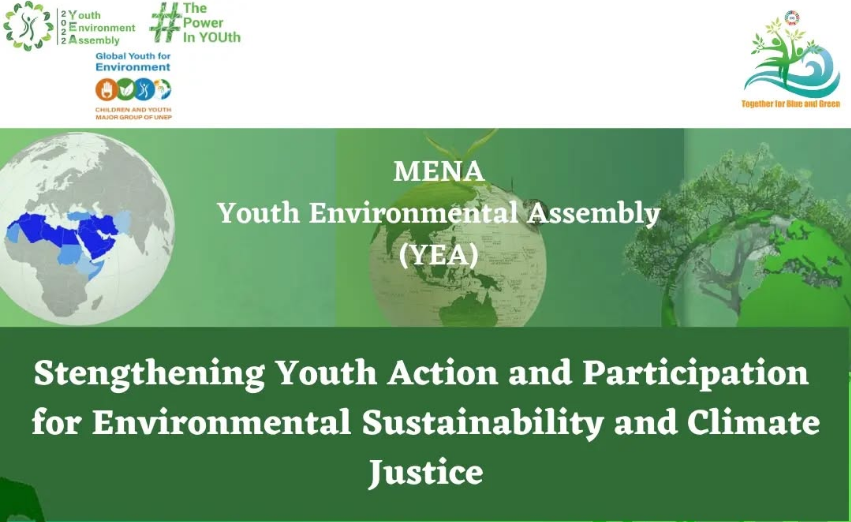 2022
Youth
Environment
Assembly
#The
Power
In YOUth
Global Youth for
Environment
CHILDREN AND YOUTH
MAJOR GROUP OF UNEP
Together for Blue and Green
MENA
Youth Environmental Assembly
(YEA)
Stengthening Youth Action and Participation
for Environmental Sustainability and Climate
Justice